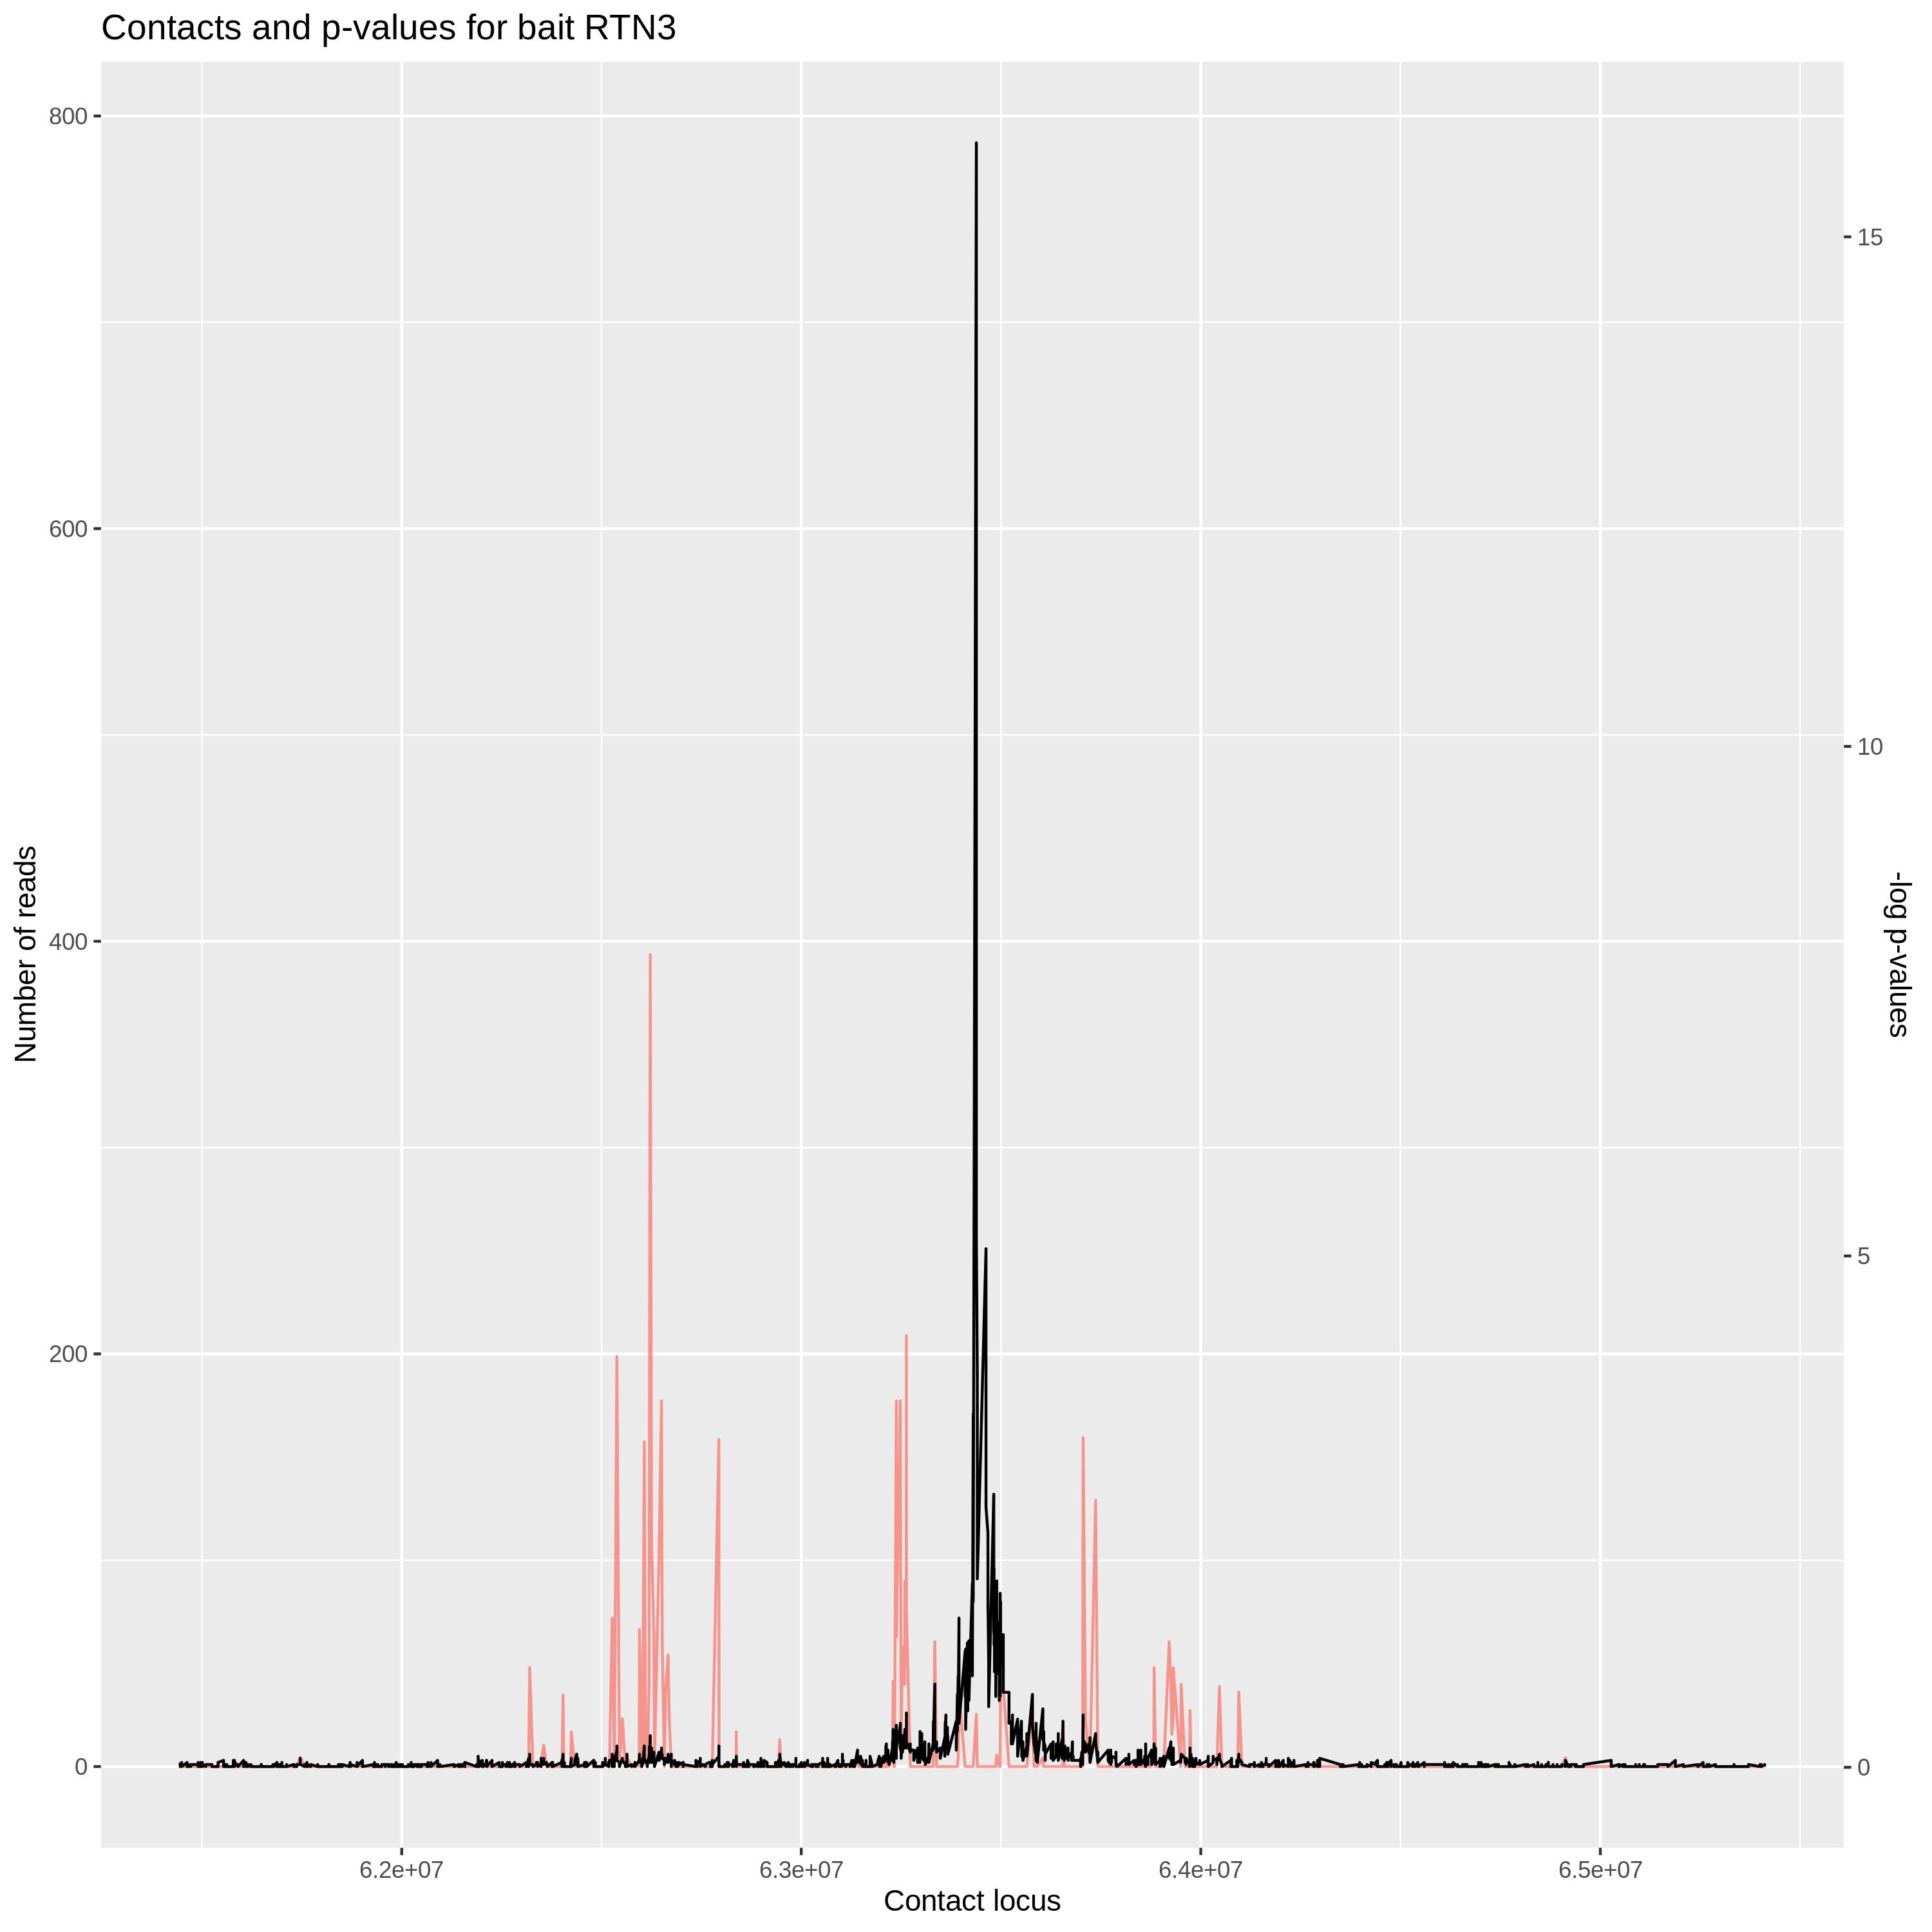 Contacts and p-values for bait RTN3
800
600
400
200
0
Number of reads
15
10
5
0
-log p-values
6.2e+07
6.3e+07
6.4e+07
6.5e+07
Contact locus